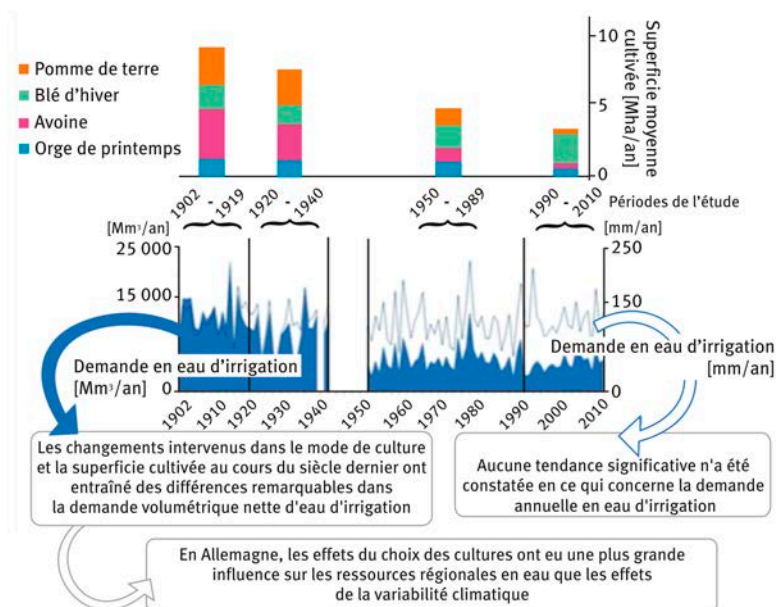 Pomme de terre
Blé d'hiver
Avoine
Orge de printemps
10
5
0
Superficie moyenne
cultivée [Mha/an]
1902 - 1919
1920 - 1940
1950 - 1989
1990 - 2010
Périodes de l'étude
[Mm³/an]
[mm/an]
25 000
15 000
0
250
150
0
Demande en eau d'irrigation
[Mm³/an]
Demande en eau d'irrigation
[mm/an]
1902
1910
1920
1930
1940
1950
1960
1970
1980
1990
2000
2010
Les changements intervenus dans le mode de culture
et la superficie cultivée au cours du siècle dernier ont
entraîné des différences remarquables dans
la demande volumétrique nette d'eau d'irrigation
Aucune tendance significative n'a été
constatée en ce qui concerne la demande
annuelle en eau d'irrigation
En Allemagne, les effets du choix des cultures ont eu une plus grande
influence sur les ressources régionales en eau que les effets
de la variabilité climatique